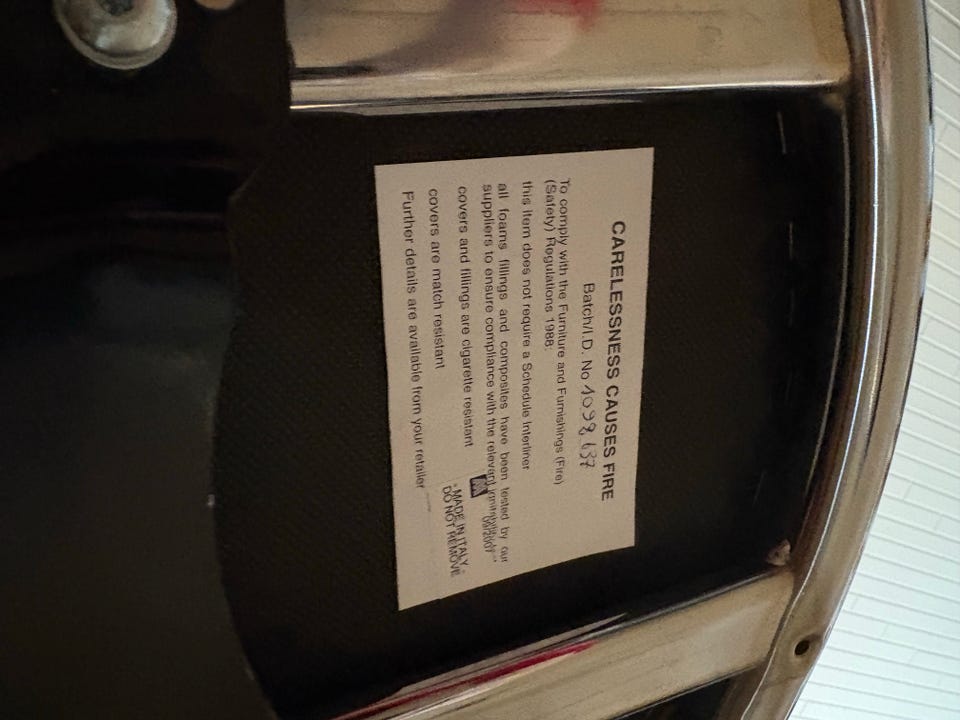 CARELESSNESS CAUSES FIRE
Batch/I.D. No 1098,637
To comply with the Furniture and Furnishings (Fire)
(Safety) Regulations 1988:
this item does not require a Schedule Interliner
all foams fillings and composites have been tested by our
suppliers to ensure compliance with the relevant
covers and fillings are cigarette resistant
covers are match resistant
Further details are available from your retailer
09/2007
MADE IN ITALY
DO NOT REMOVE